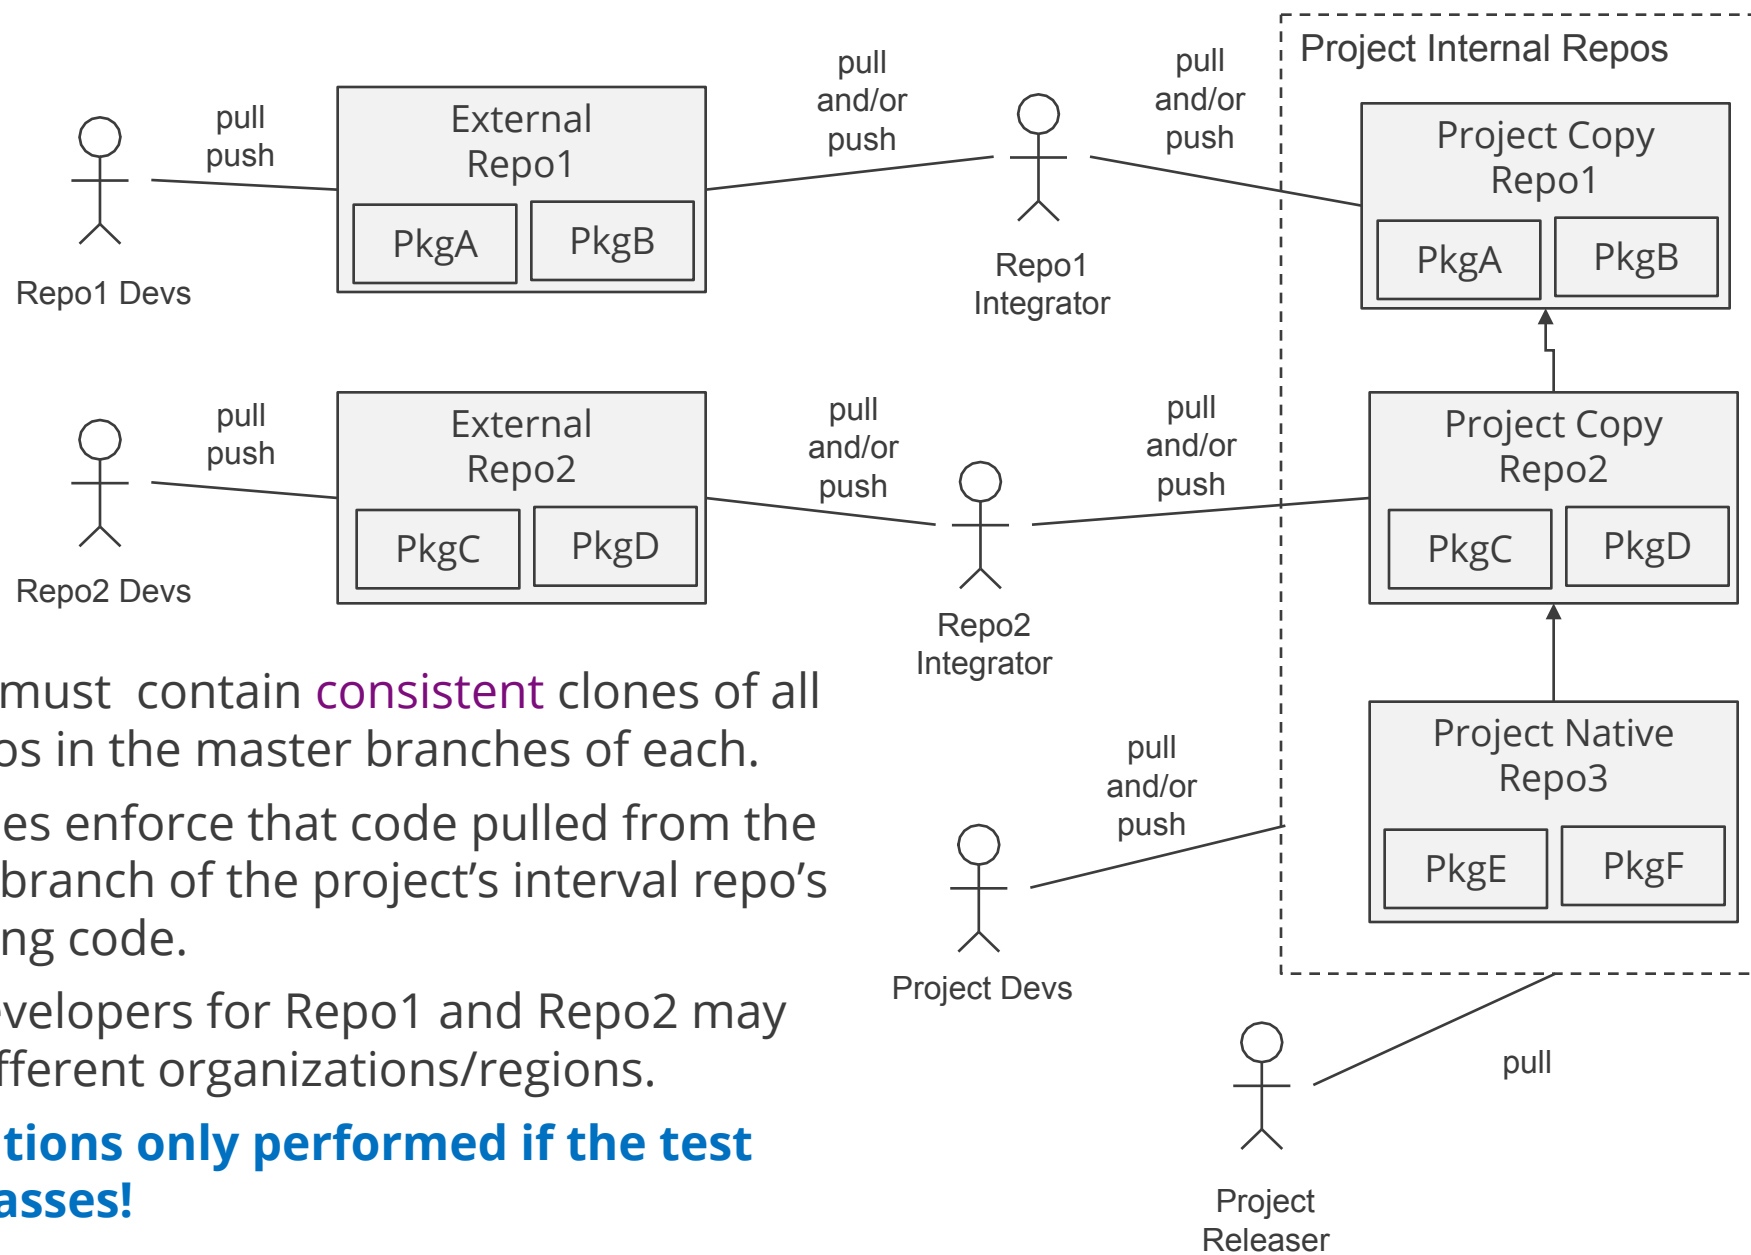 Project Internal Repos
pull
push
Repo1 Devs
External
Repo1
PkgA
PkgB
pull
and/or
push
Repo1
Integrator
pull
and/or
push
Project Copy
Repo1
PkgA
PkgB
pull
push
Repo2 Devs
External
Repo2
PkgC
PkgD
pull
and/or
push
Repo2
Integrator
pull
and/or
push
Project Copy
Repo2
PkgC
PkgD
pull
and/or
push
Project Devs
Project Native
Repo3
PkgE
PkgF
pull
Project
Releaser
must contain consistent clones of all
os in the master branches of each.
es enforce that code pulled from the
branch of the project’s interval repo’s
ng code.
evelopers for Repo1 and Repo2 may
fferent organizations/regions.
tions only performed if the test
asses!